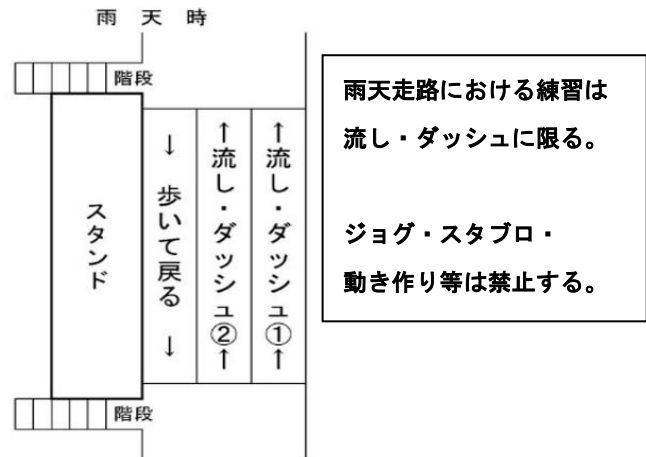 雨天時
階段
スタンド
↓歩いて戻る↓
↑流し・ダッシュ②↑
↑流し・ダッシュ①↑
階段
雨天走路における練習は
流し・ダッシュに限る。
ジョグ・スタブロ・
動き作り等は禁止する。